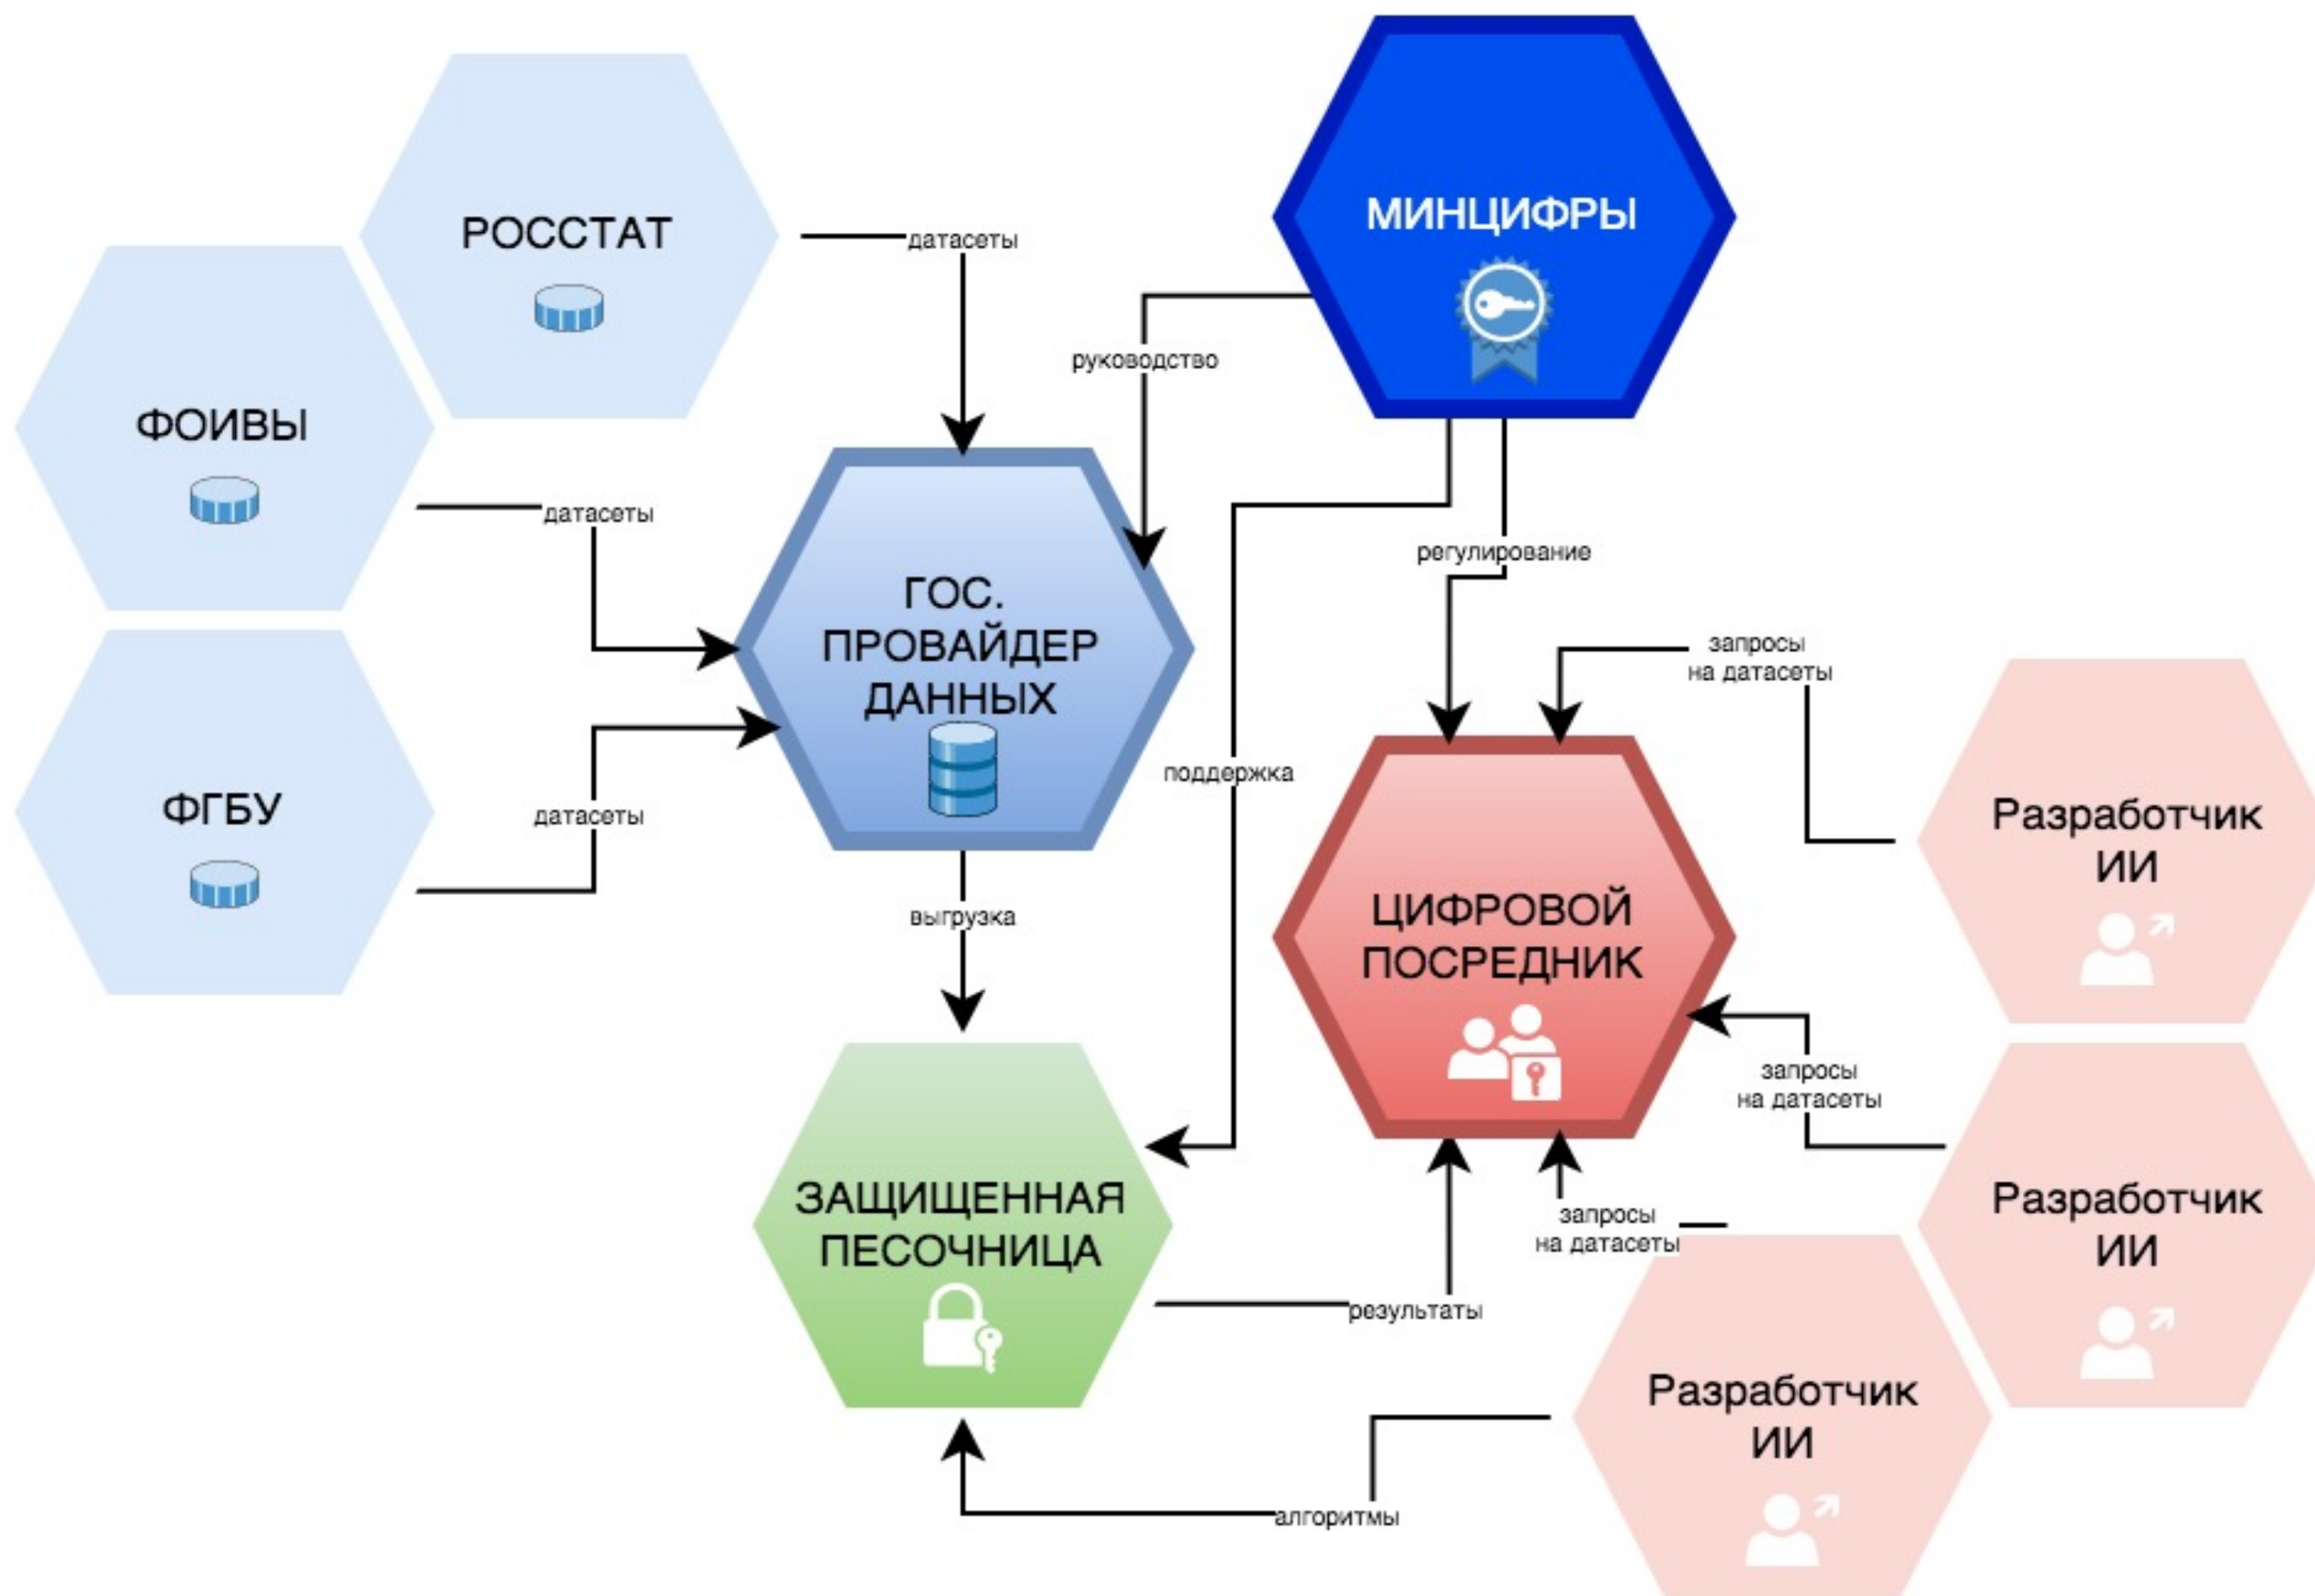 РОССТАТ
МИНЦИФРЫ
датасеты
руководство
ФОИВЫ
датасеты
регулирование
ГОС.
ПРОВАЙДЕР
ДАННЫХ
запросы
на датасеты
поддержка
ФГБУ
датасеты
Разработчик
ИИ
выгрузка
ЦИФРОВОЙ
ПОСРЕДНИК
запросы
на датасеты
ЗАЩИЩЕННАЯ
ПЕСОЧНИЦА
запросы
на датасеты
Разработчик
ИИ
результаты
Разработчик
ИИ
алгоритмы